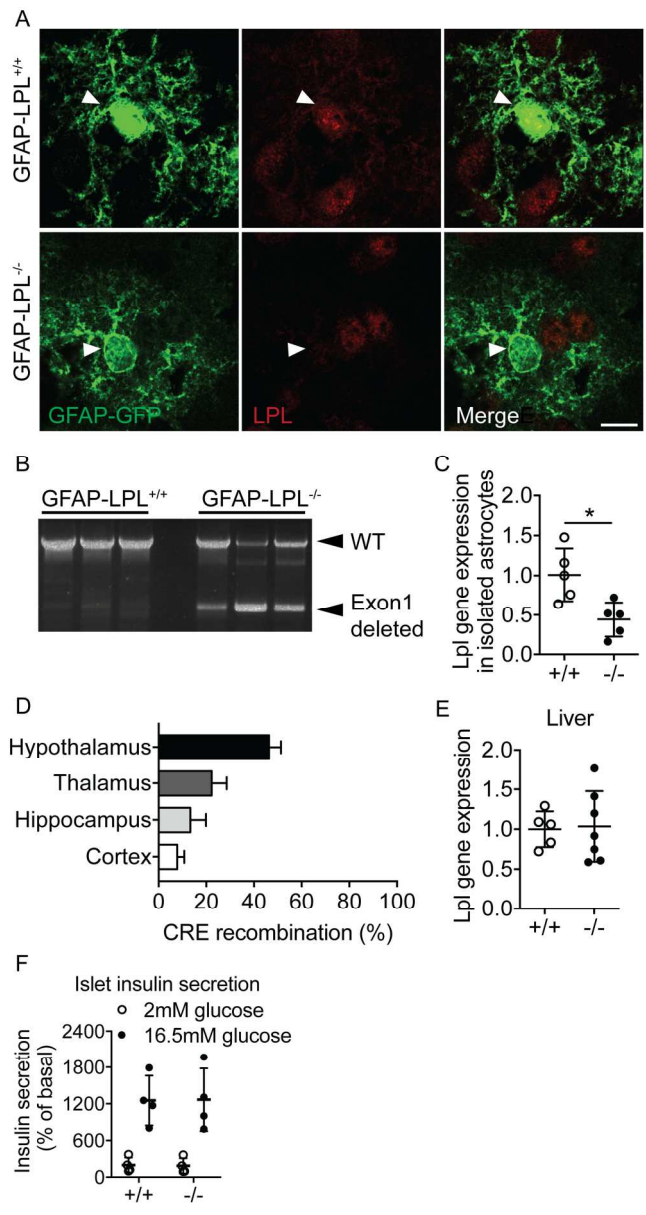 A
GFAP-LPL+/+
GFAP-LPL-/-
GFAP-GFP
LPL
Merge
B
GFAP-LPL+/+
GFAP-LPL-/-
WT
Exon1
deleted
C
Lpl gene expression
in isolated astrocytes
2.0
1.5
1.0
0.5
0.0
*
+/+
-/-
D
Hypothalamus
Thalamus
Hippocampus
Cortex
0
20
40
60
80
100
CRE recombination (%)
E
Liver
Lpl gene expression
2.0
1.5
1.0
0.5
0.0
+/+
-/-
F
Islet insulin secretion
2mM glucose
16.5mM glucose
Insulin secretion
(% of basal)
2400
1800
1200
600
0
+/+
-/-